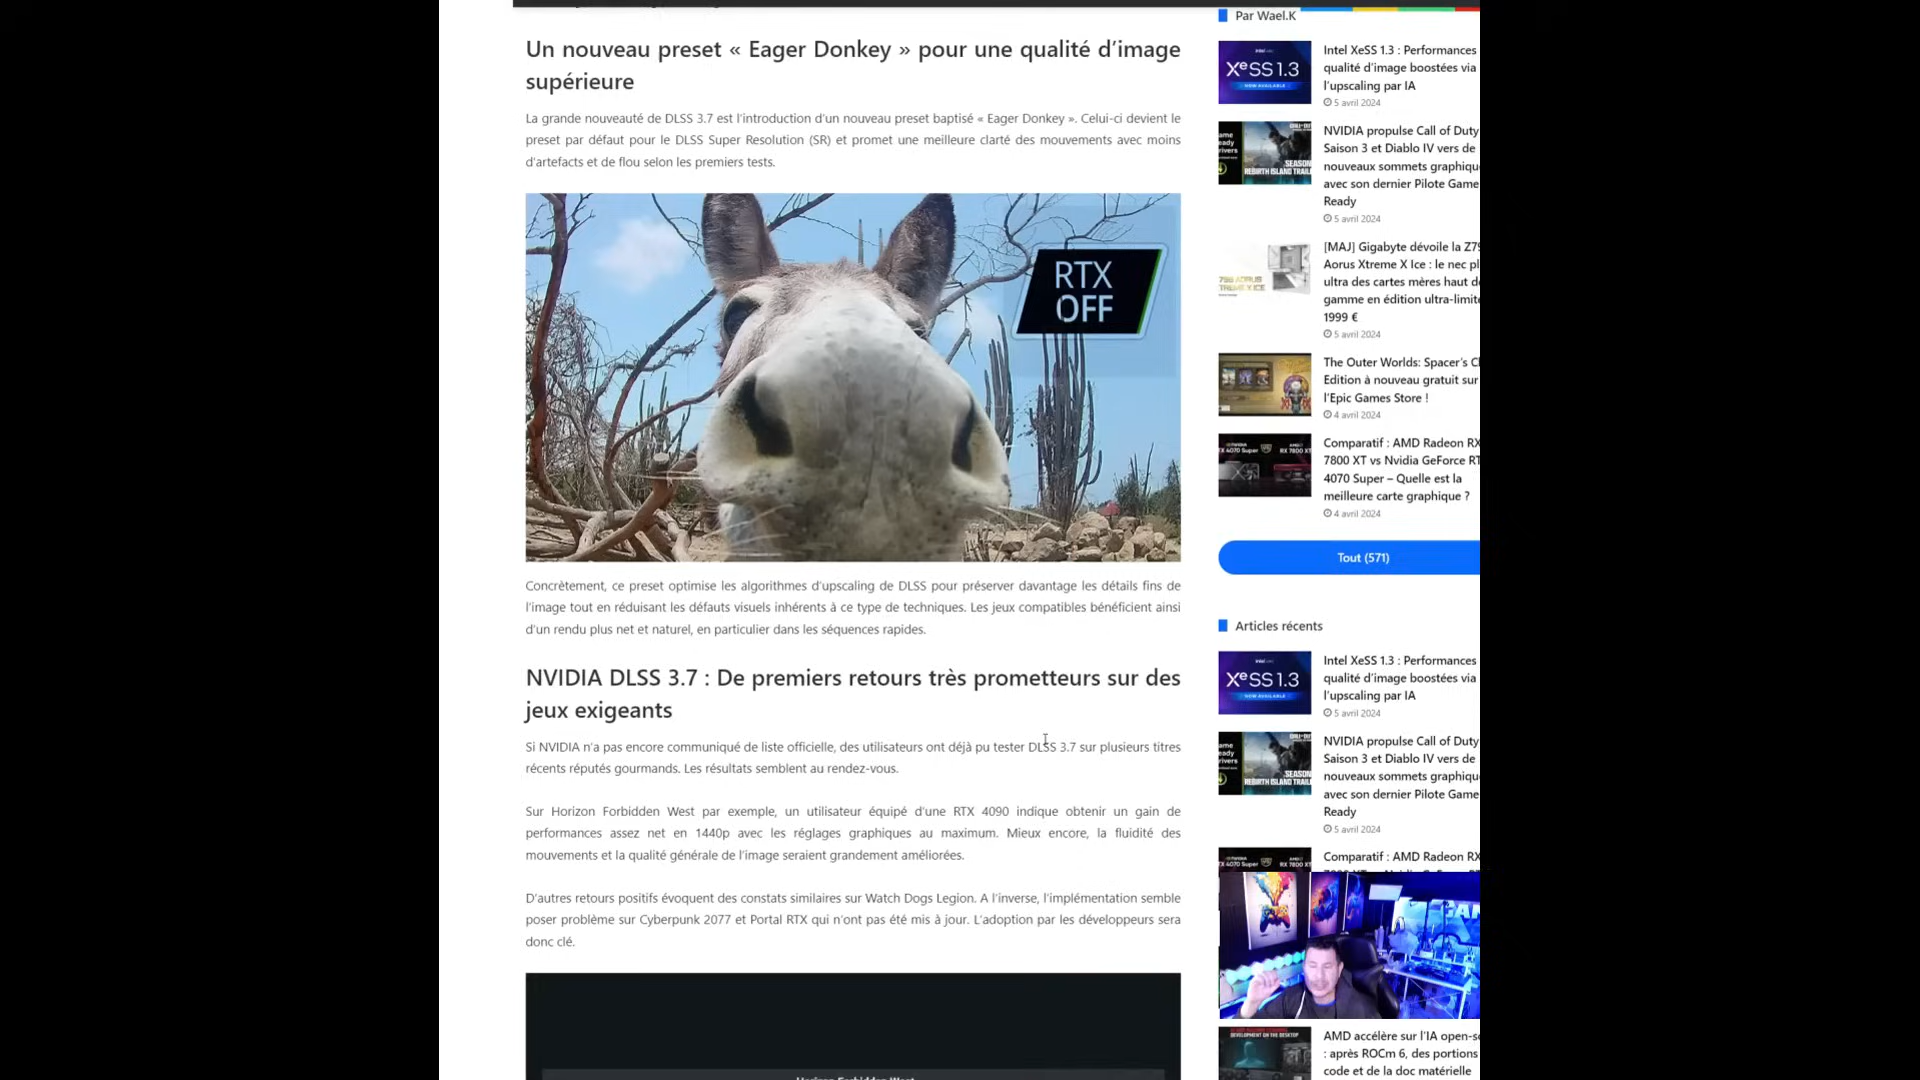 Un nouveau preset « Eager Donkey » pour une qualité d’image
supérieure
La grande nouveauté de DLSS 3.7 est l’introduction d’un nouveau preset baptisé « Eager Donkey ». Celui-ci devient le
preset par défaut pour le DLSS Super Resolution (SR) et promet une meilleure clarté des mouvements avec moins
d’artefacts et de flou selon les premiers tests.
RTX
OFF
Concrètement, ce preset optimise les algorithmes d’upscaling de DLSS pour préserver davantage les détails fins de
l’image tout en réduisant les défauts visuels inhérents à ce type de techniques. Les jeux compatibles bénéficient ainsi
d’un rendu plus net et naturel, en particulier dans les séquences rapides.
NVIDIA DLSS 3.7 : De premiers retours très prometteurs sur des
jeux exigeants
Si NVIDIA n’a pas encore communiqué de liste officielle, des utilisateurs ont déjà pu tester DLSS 3.7 sur plusieurs titres
récents réputés gourmands. Les résultats semblent au rendez-vous.
Sur Horizon Forbidden West par exemple, un utilisateur équipé d’une RTX 4090 indique obtenir un gain de
performances assez net en 1440p avec les réglages graphiques au maximum. Mieux encore, la fluidité des
mouvements et la qualité générale de l’image seraient grandement améliorées.
D’autres retours positifs évoquent des constats similaires sur Watch Dogs Legion. A l’inverse, l’implémentation semble
poser problème sur Cyberpunk 2077 et Portal RTX qui n’ont pas été mis à jour. L’adoption par les développeurs sera
donc clé.
Par Wael.K
XeSS 1.3
Intel XeSS 1.3 : Performances
qualité d’image boostées via
l’upscaling par IA
5 avril 2024
SEASON
REBIRTH ISLAND TRAILER
NVIDIA propulse Call of Duty
Saison 3 et Diablo IV vers de
nouveaux sommets graphiqu
avec son dernier Pilote Game
Ready
5 avril 2024
[MAJ] Gigabyte dévoile la Z79
Aorus Xtreme X Ice : le nec pl
ultra des cartes mères haut d
gamme en édition ultra-limit
1999 €
5 avril 2024
The Outer Worlds: Spacer’s C
Edition à nouveau gratuit sur
l’Epic Games Store !
4 avril 2024
Comparatif : AMD Radeon RX
7800 XT vs Nvidia GeForce RT
4070 Super – Quelle est la
meilleure carte graphique ?
4 avril 2024
Tout (571)
Articles récents
XeSS 1.3
Intel XeSS 1.3 : Performances
qualité d’image boostées via
l’upscaling par IA
5 avril 2024
SEASON
REBIRTH ISLAND TRAILER
NVIDIA propulse Call of Duty
Saison 3 et Diablo IV vers de
nouveaux sommets graphiqu
avec son dernier Pilote Game
Ready
5 avril 2024
Comparatif : AMD Radeon RX
AMD accélère sur l’IA open-s
: après ROCm 6, des portions
code et de la doc matérielle